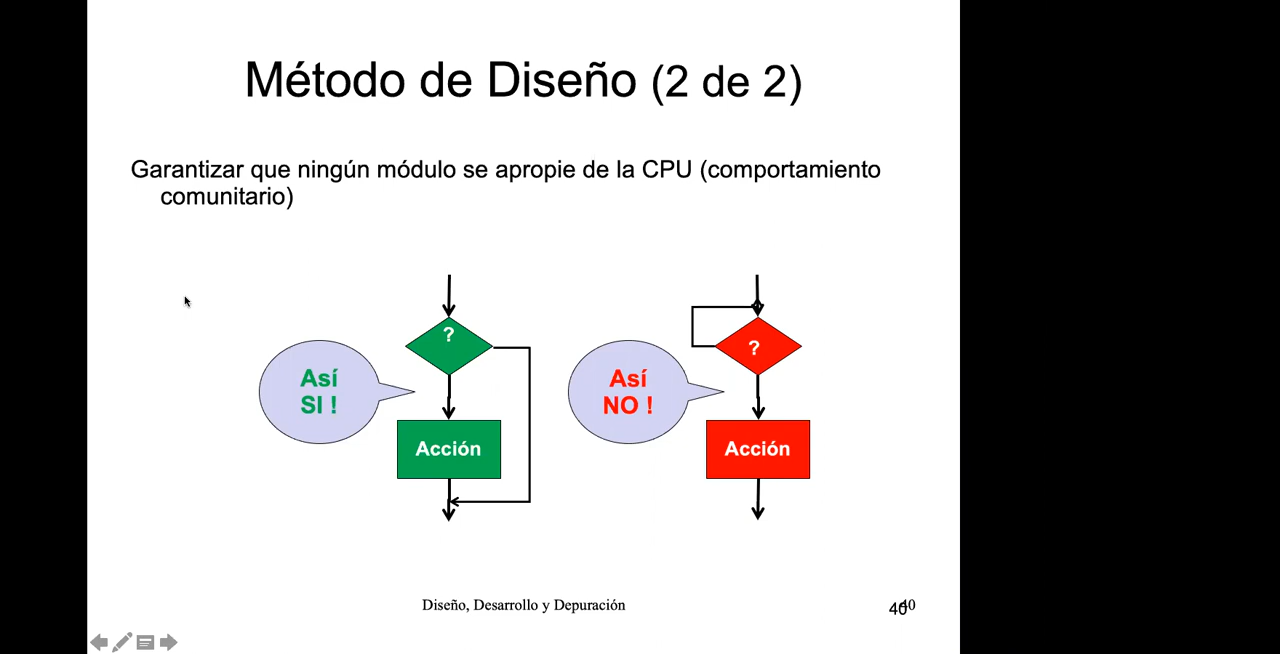 Método de Diseño (2 de 2)
Garantizar que ningún módulo se apropie de la CPU (comportamiento
comunitario)
?
?
Así
SI !
Así
NO !
Acción
Acción
Diseño, Desarrollo y Depuración
40
40